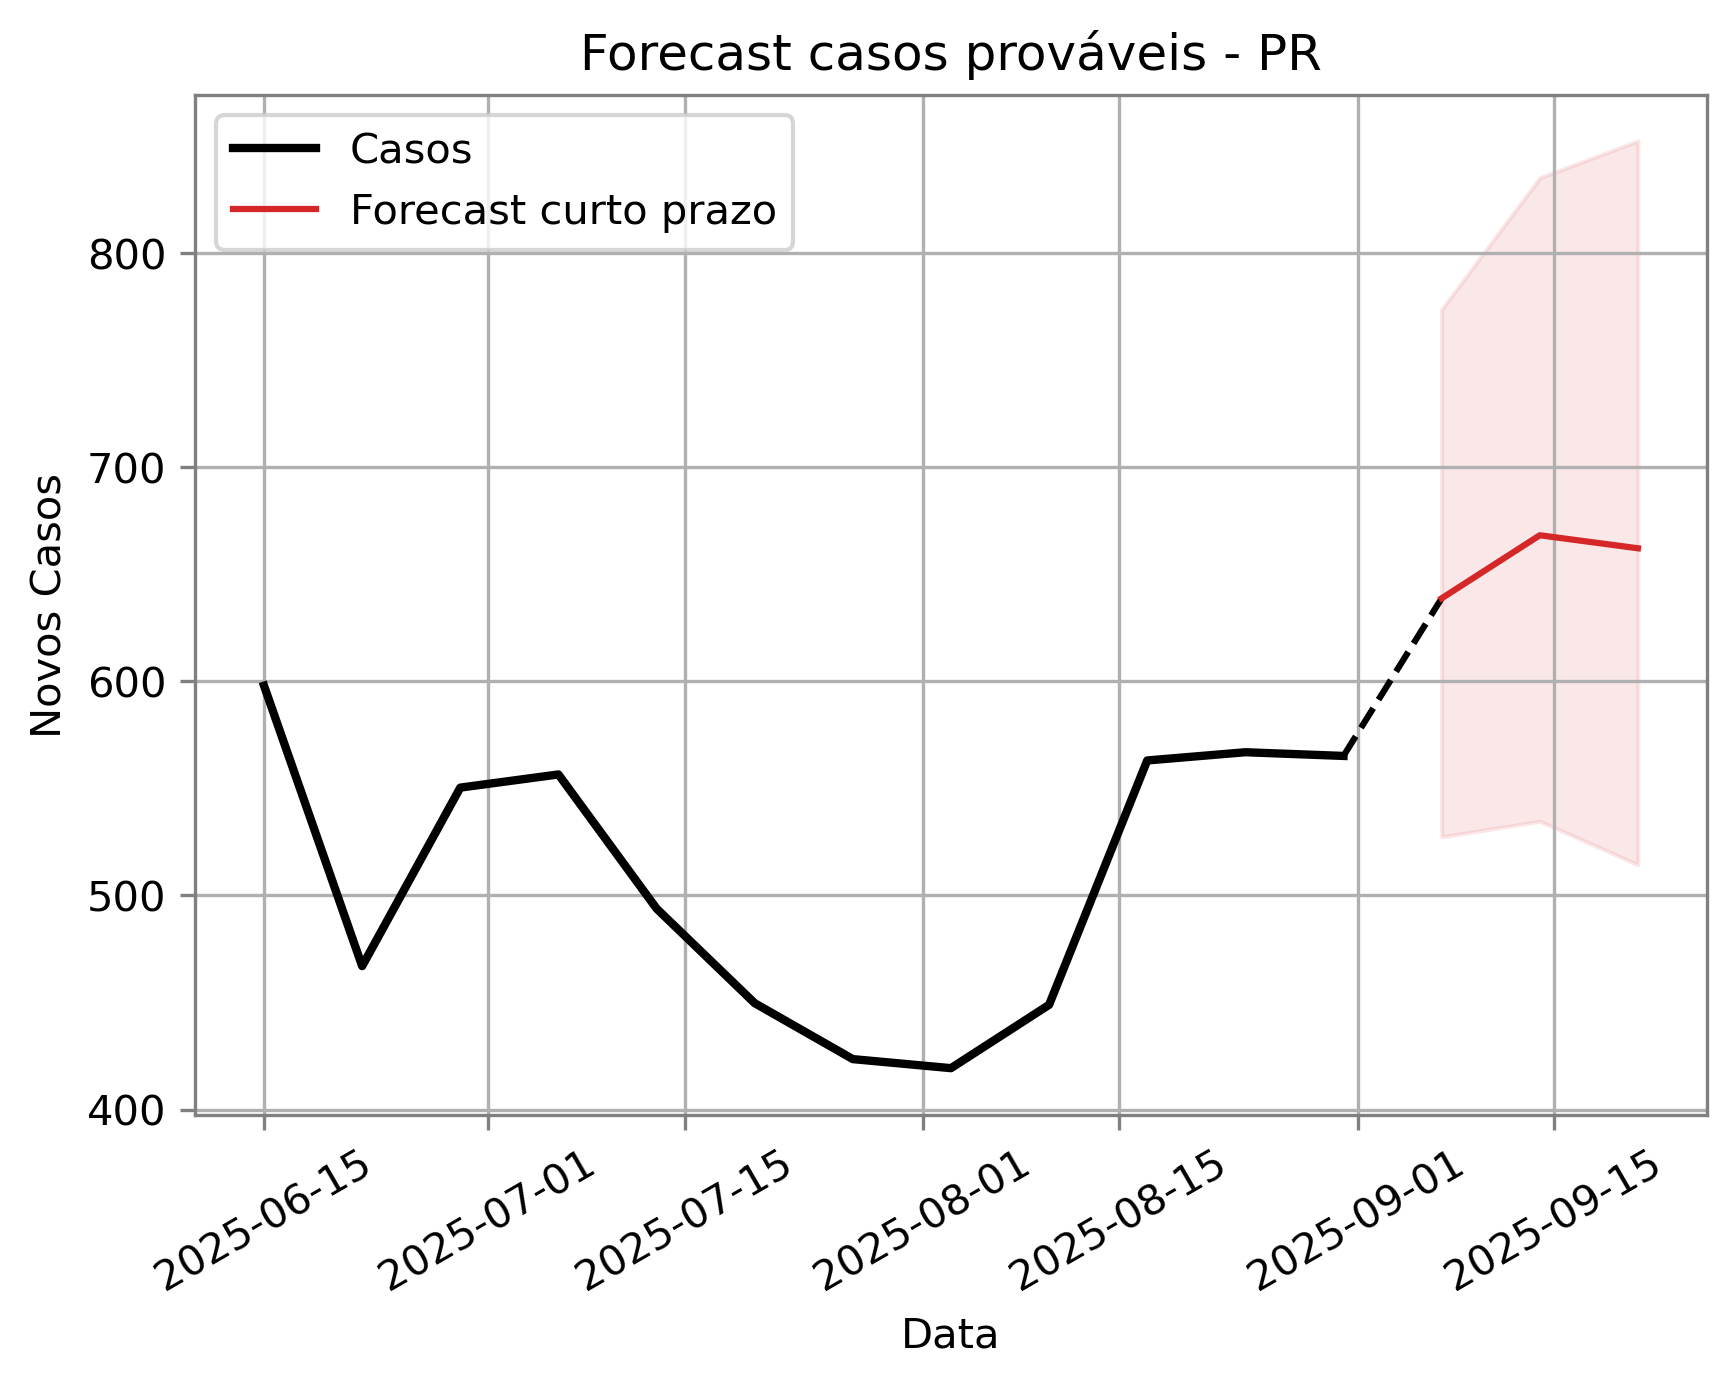 Forecast casos prováveis - PR
Casos
Forecast curto prazo
Novos Casos
800
700
600
500
400
2025-06-15
2025-07-01
2025-07-15
2025-08-01
2025-08-15
2025-09-01
2025-09-15
Data